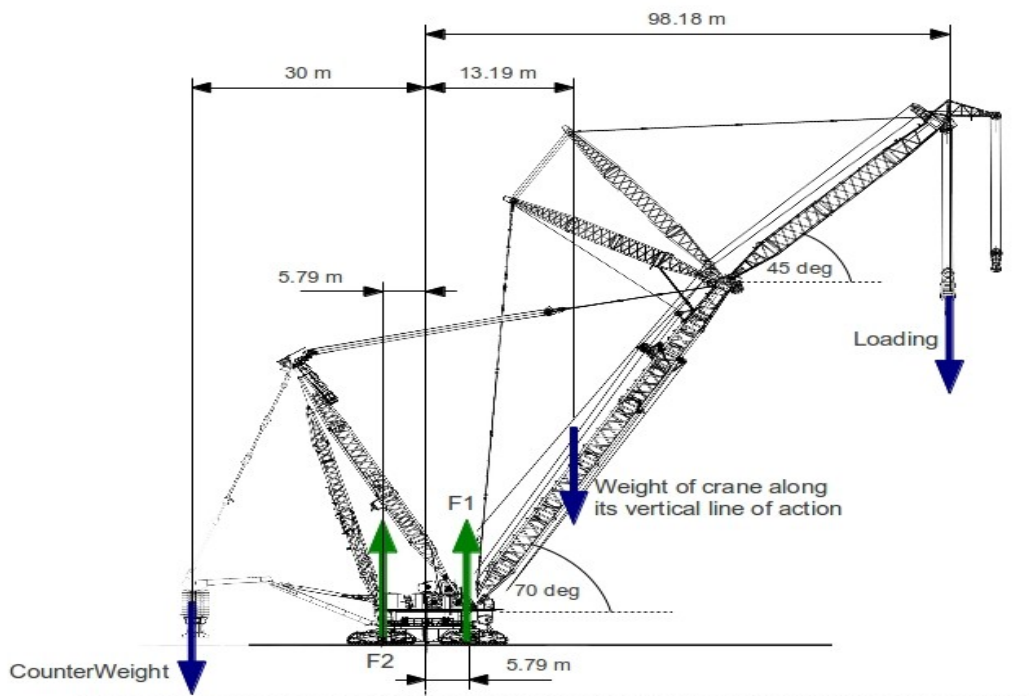 98.18 m
30 m
13.19 m
5.79 m
45 deg
Loading
Weight of crane along
its vertical line of action
F1
70 deg
F2
5.79 m
CounterWeight